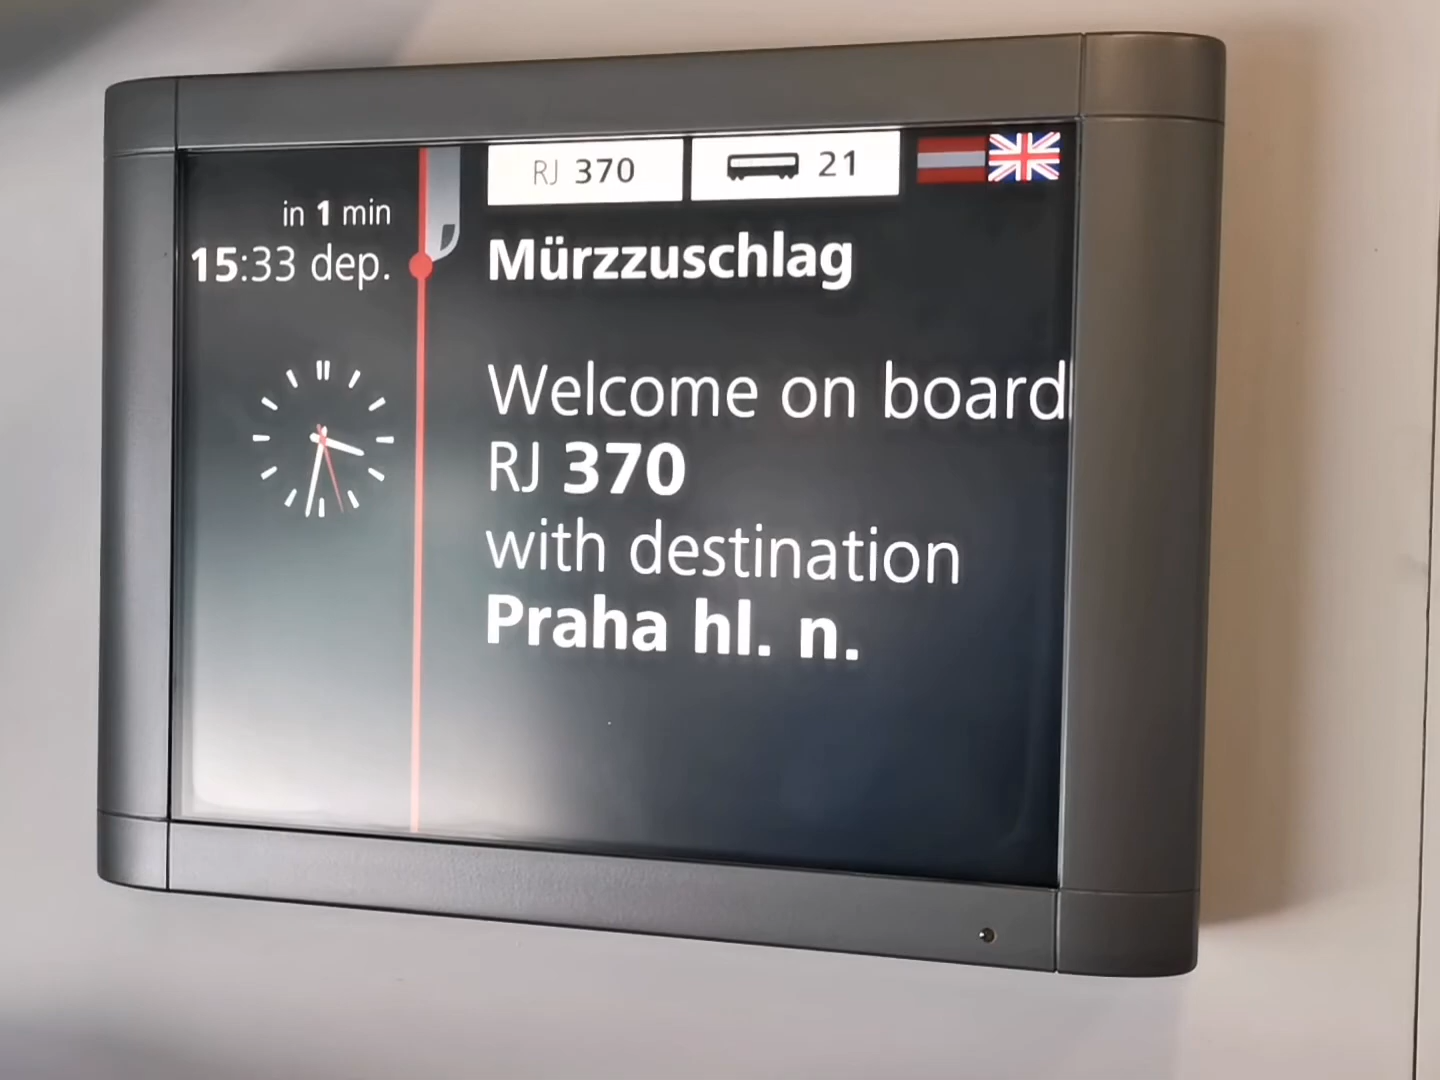 RJ 370
21
in 1 min
15:33 dep.
Mürzzuschlag
Welcome on board
RJ 370
with destination
Praha hl. n.